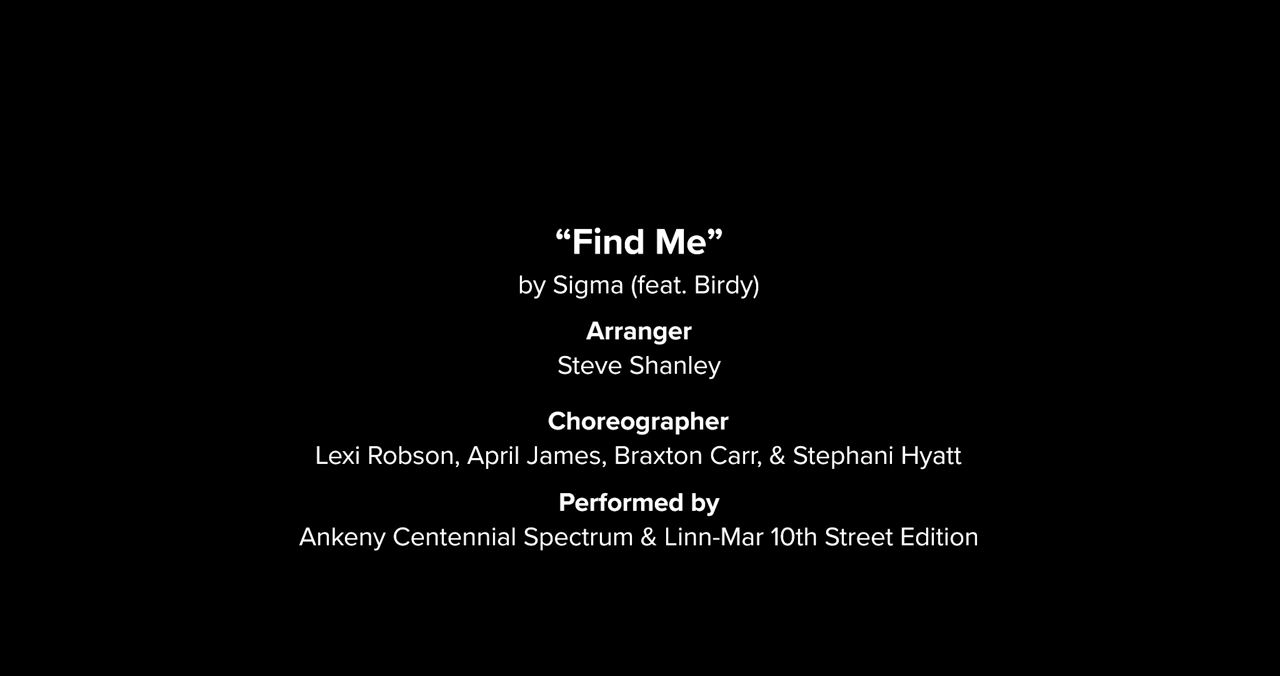 “Find Me”
by Sigma (feat. Birdy)
Arranger
Steve Shanley
Choreographer
Lexi Robson, April James, Braxton Carr, & Stephani Hyatt
Performed by
Ankeny Centennial Spectrum & Linn-Mar 10th Street Edition